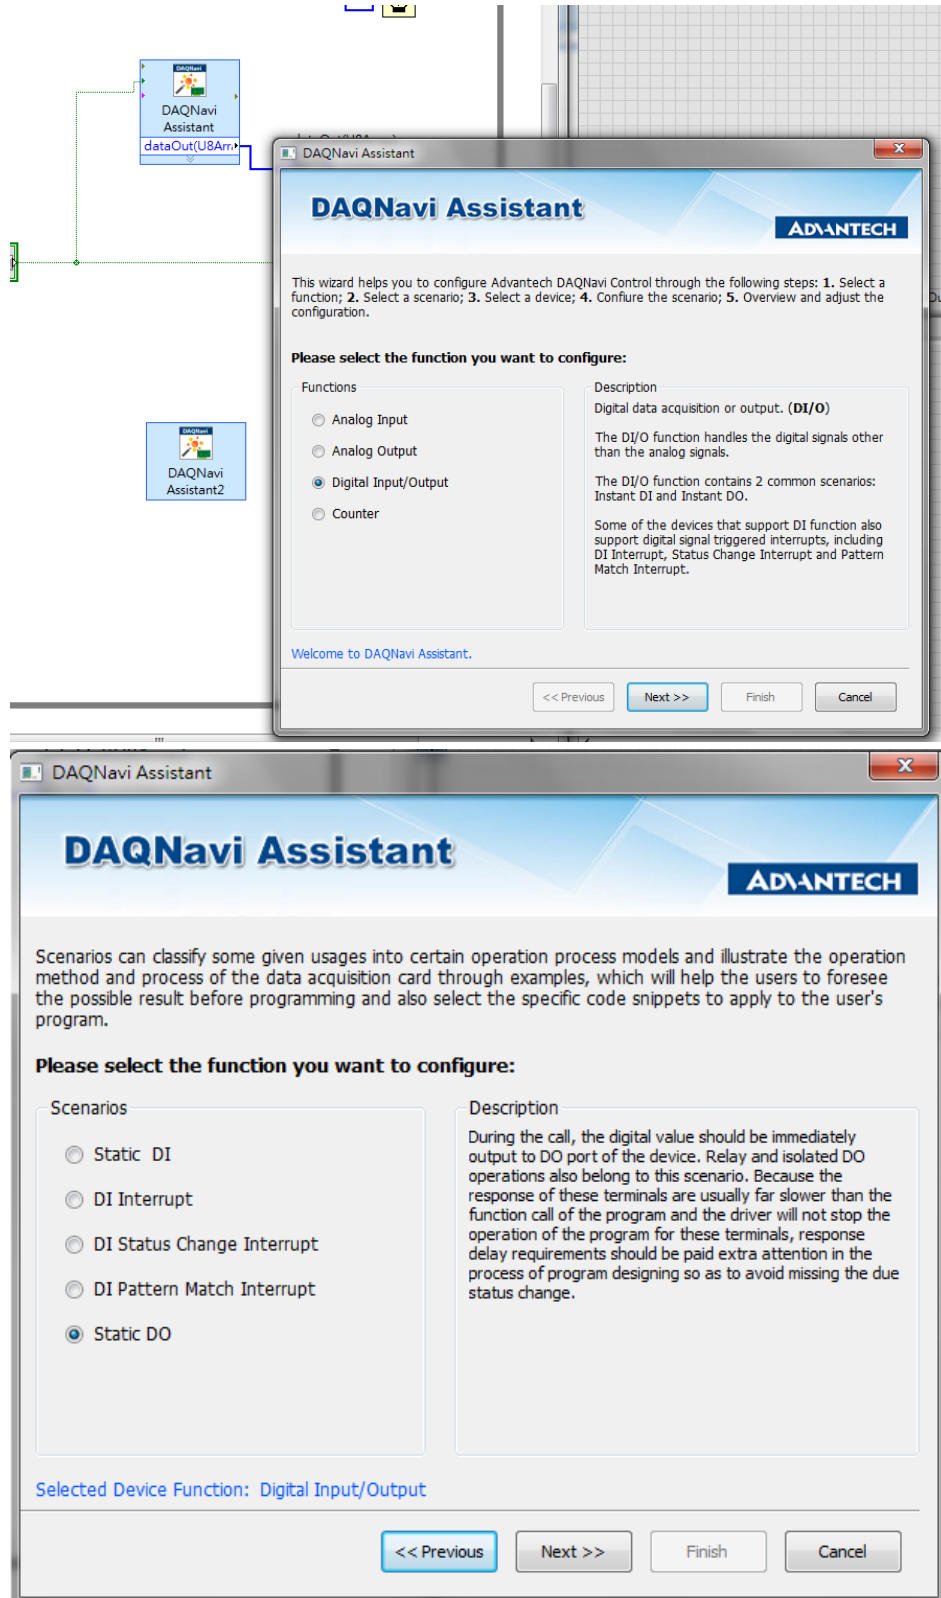 DAQNavi
DAQNavi
Assistant
dataOut(U8Arr
DAQNavi Assistant
DAQNavi Assistant
ADVANTECH
This wizard helps you to configure Advantech DAQNavi Control through the following steps: 1. Select a
function; 2. Select a scenario; 3. Select a device; 4. Confiure the scenario; 5. Overview and adjust the
configuration.
Please select the function you want to configure:
Functions
Analog Input
Analog Output
Digital Input/Output
Counter
Description
Digital data acquisition or output. (DI/O)
The DI/O function handles the digital signals other
than the analog signals.
The DI/O function contains 2 common scenarios:
Instant DI and Instant DO.
Some of the devices that support DI function also
support digital signal triggered interrupts, including
DI Interrupt, Status Change Interrupt and Pattern
Match Interrupt.
DAQNavi
DAQNavi
Assistant2
Welcome to DAQNavi Assistant.
<< Previous
Next >>
Finish
Cancel
DAQNavi Assistant
DAQNavi Assistant
ADVANTECH
Scenarios can classify some given usages into certain operation process models and illustrate the operation
method and process of the data acquisition card through examples, which will help the users to foresee
the possible result before programming and also select the specific code snippets to apply to the user's
program.
Please select the function you want to configure:
Scenarios
Static DI
DI Interrupt
DI Status Change Interrupt
DI Pattern Match Interrupt
Static DO
Description
During the call, the digital value should be immediately
output to DO port of the device. Relay and isolated DO
operations also belong to this scenario. Because the
response of these terminals are usually far slower than the
function call of the program and the driver will not stop the
operation of the program for these terminals, response
delay requirements should be paid extra attention in the
process of program designing so as to avoid missing the due
status change.
Selected Device Function: Digital Input/Output
<< Previous
Next >>
Finish
Cancel